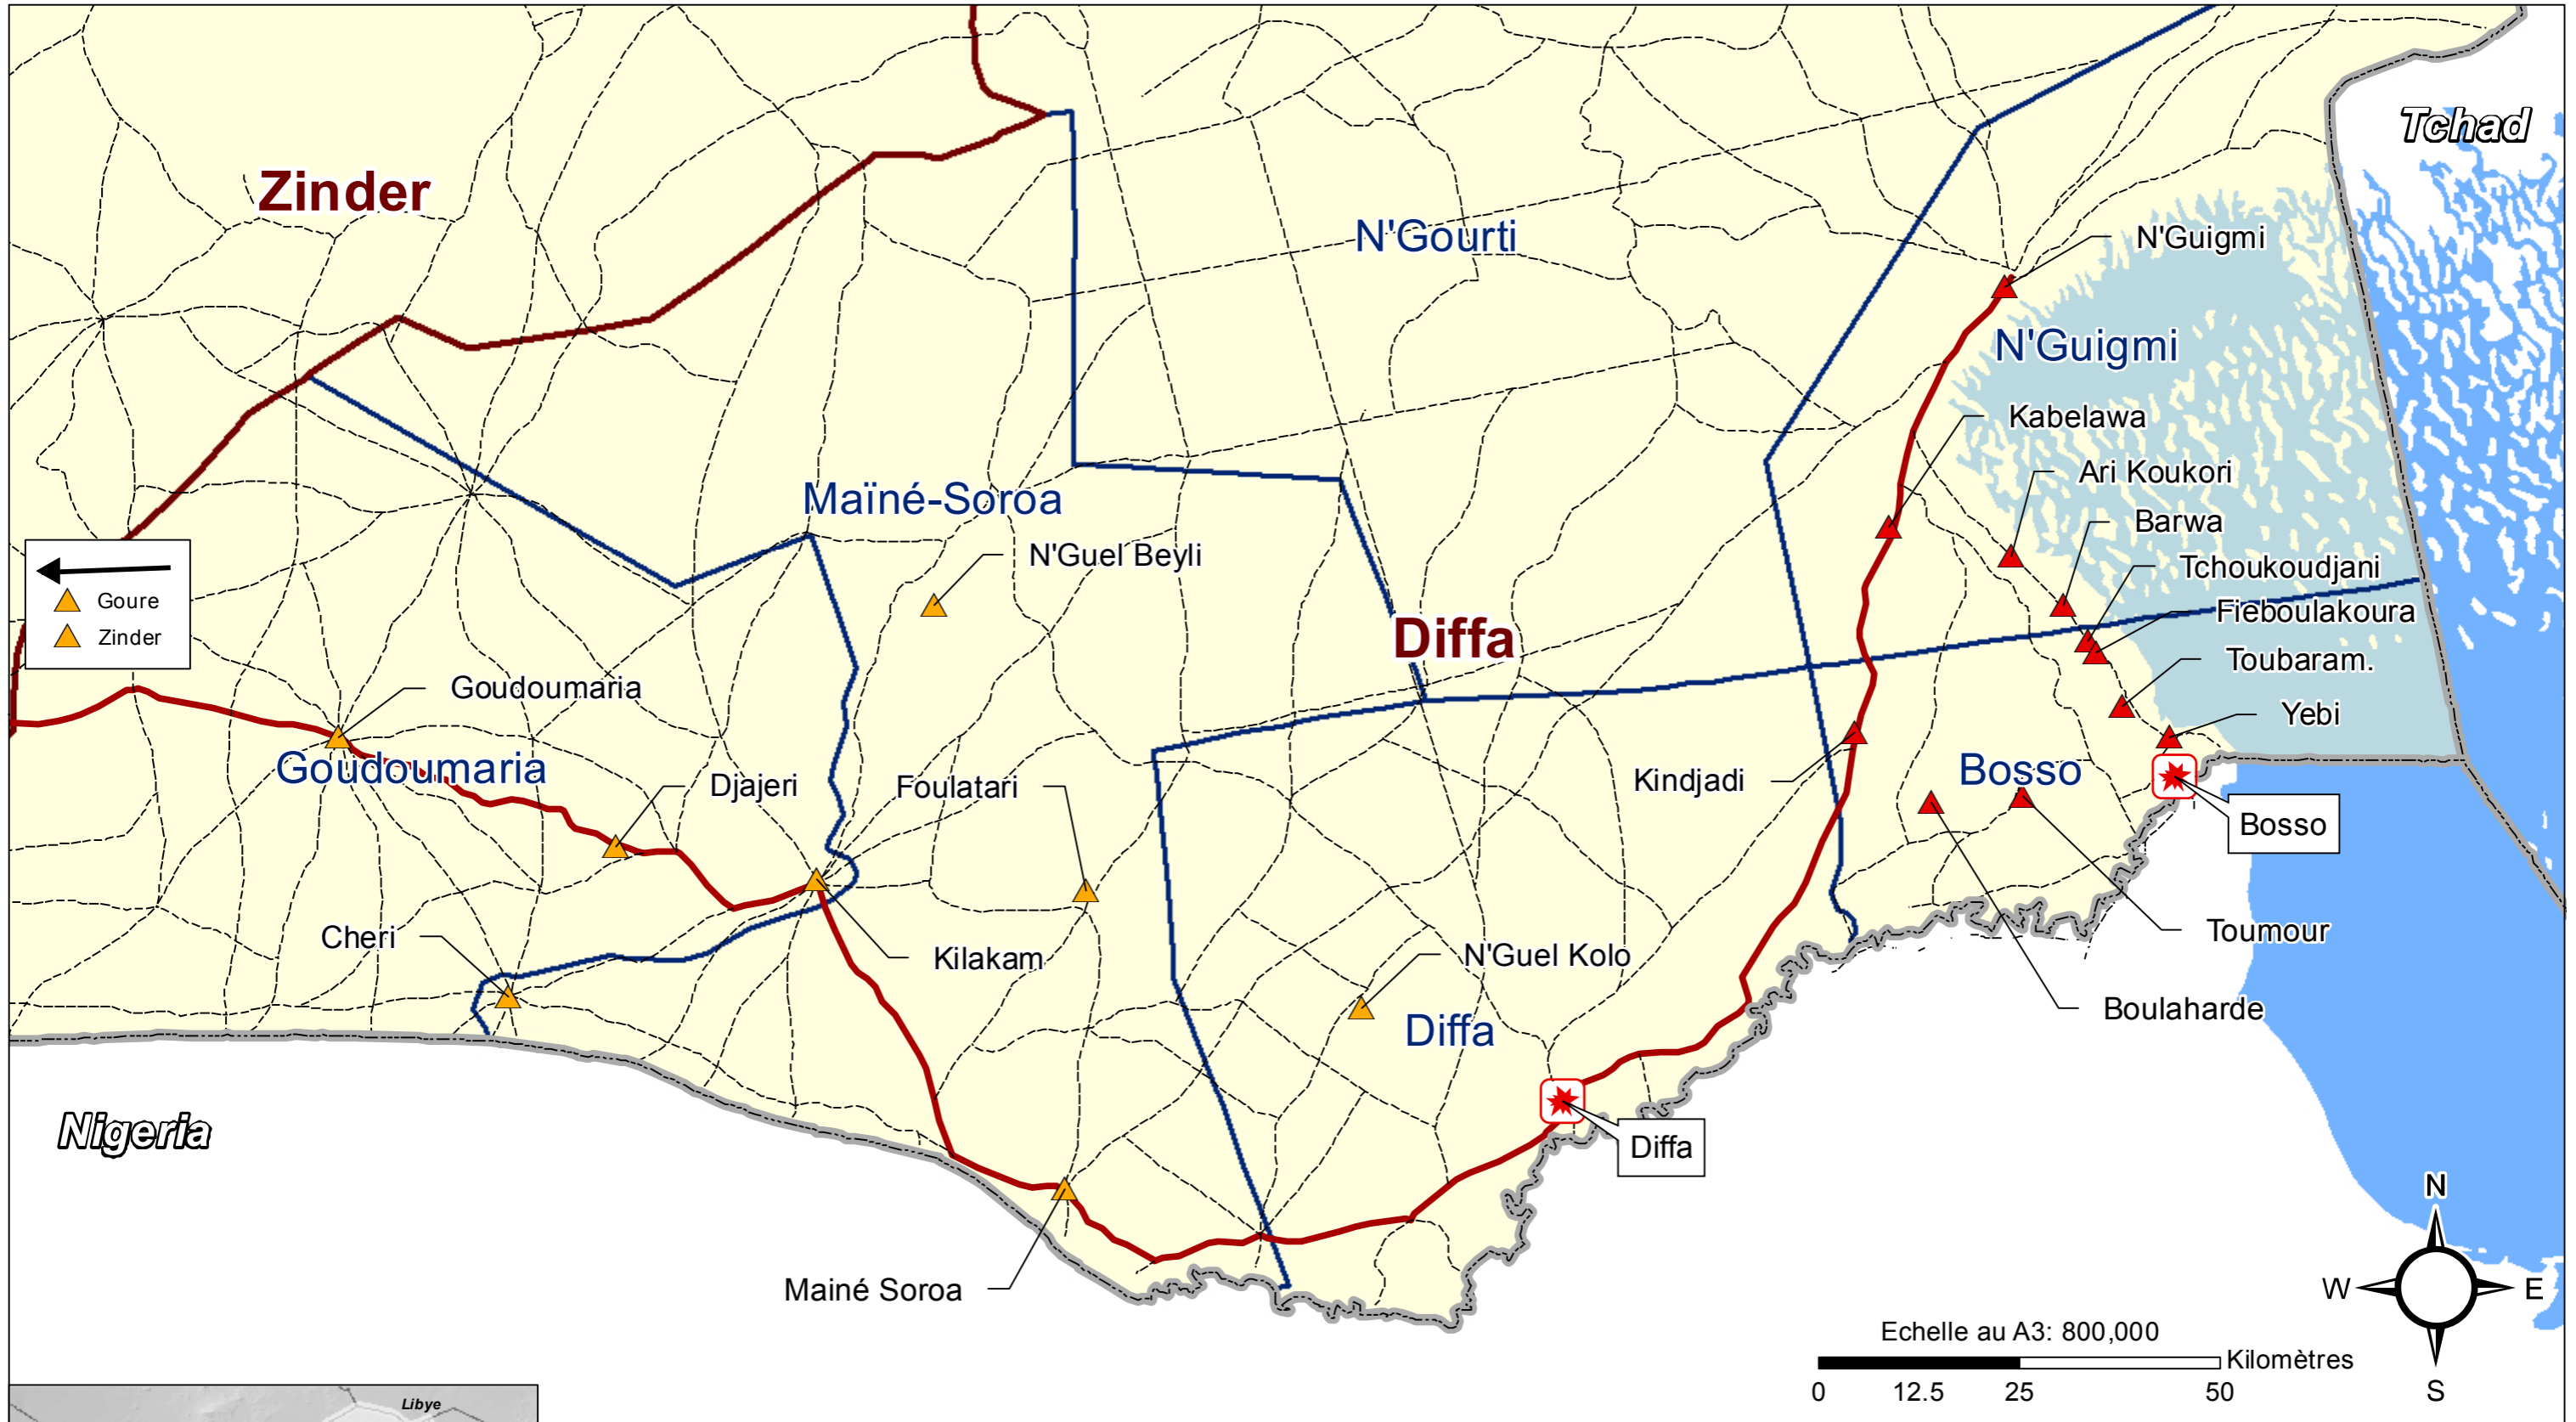 Tchad
Zinder
N'Gourti
N'Guigmi
N'Guigmi
Kabelawa
Ari Koukori
Maïné-Soroa
Barwa
N'Guel Beyli
Tchoukoudjani
Goure
Fieboulakoura
Zinder
Diffa
Toubaram.
Goudoumaria
Yebi
Goudoumaria
Djajeri
Foulatari
Kindjadi
Bosso
Bosso
Cheri
Kilakam
N'Guel Kolo
Toumour
Boulaharde
Diffa
Nigeria
Diffa
N
Mainé Soroa
W
E
Echelle au A3: 800,000
Kilomètres
0 12.5 25 50
S
Libye